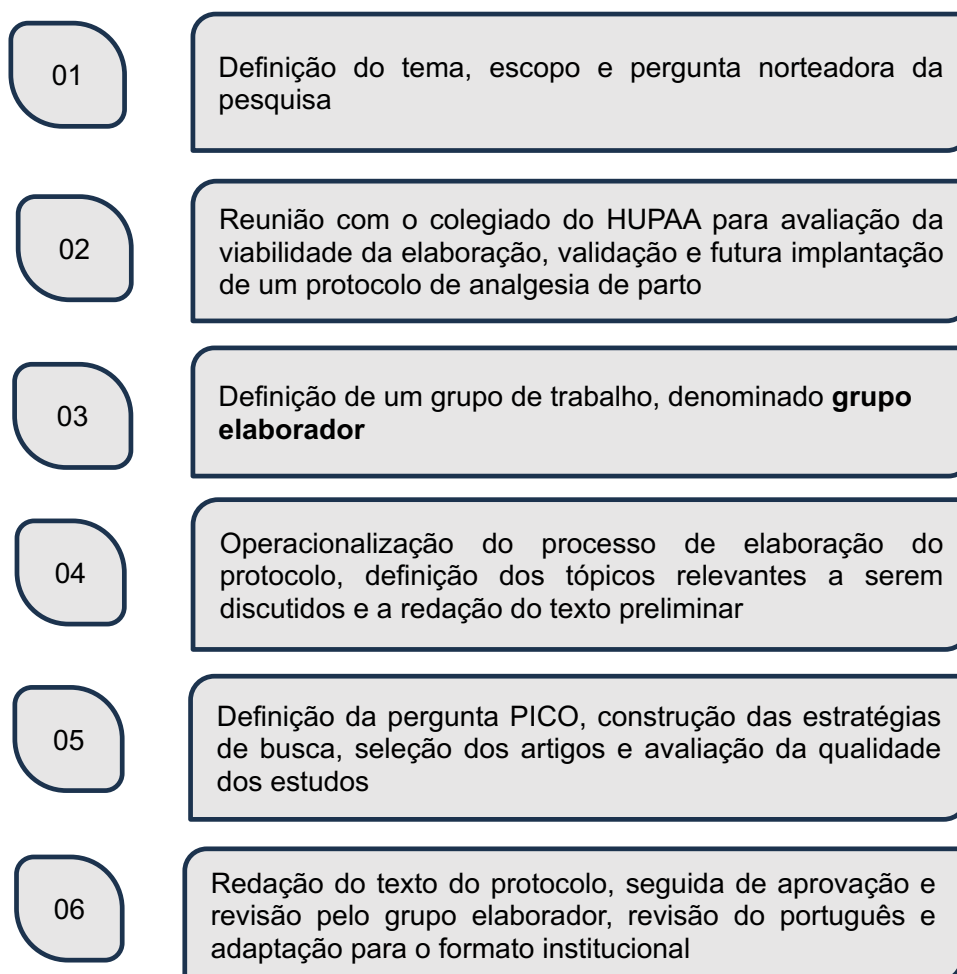 01
Definição do tema, escopo e pergunta norteadora da
pesquisa
02
Reunião com o colegiado do HUPAA para avaliação da
viabilidade da elaboração, validação e futura implantação
de um protocolo de analgesia de parto
03
Definição de um grupo de trabalho, denominado grupo
elaborador
04
Operacionalização do processo de elaboração do
protocolo, definição dos tópicos relevantes a serem
discutidos e a redação do texto preliminar
05
Definição da pergunta PICO, construção das estratégias
de busca, seleção dos artigos e avaliação da qualidade
dos estudos
06
Redação do texto do protocolo, seguida de aprovação e
revisão pelo grupo elaborador, revisão do português e
adaptação para o formato institucional